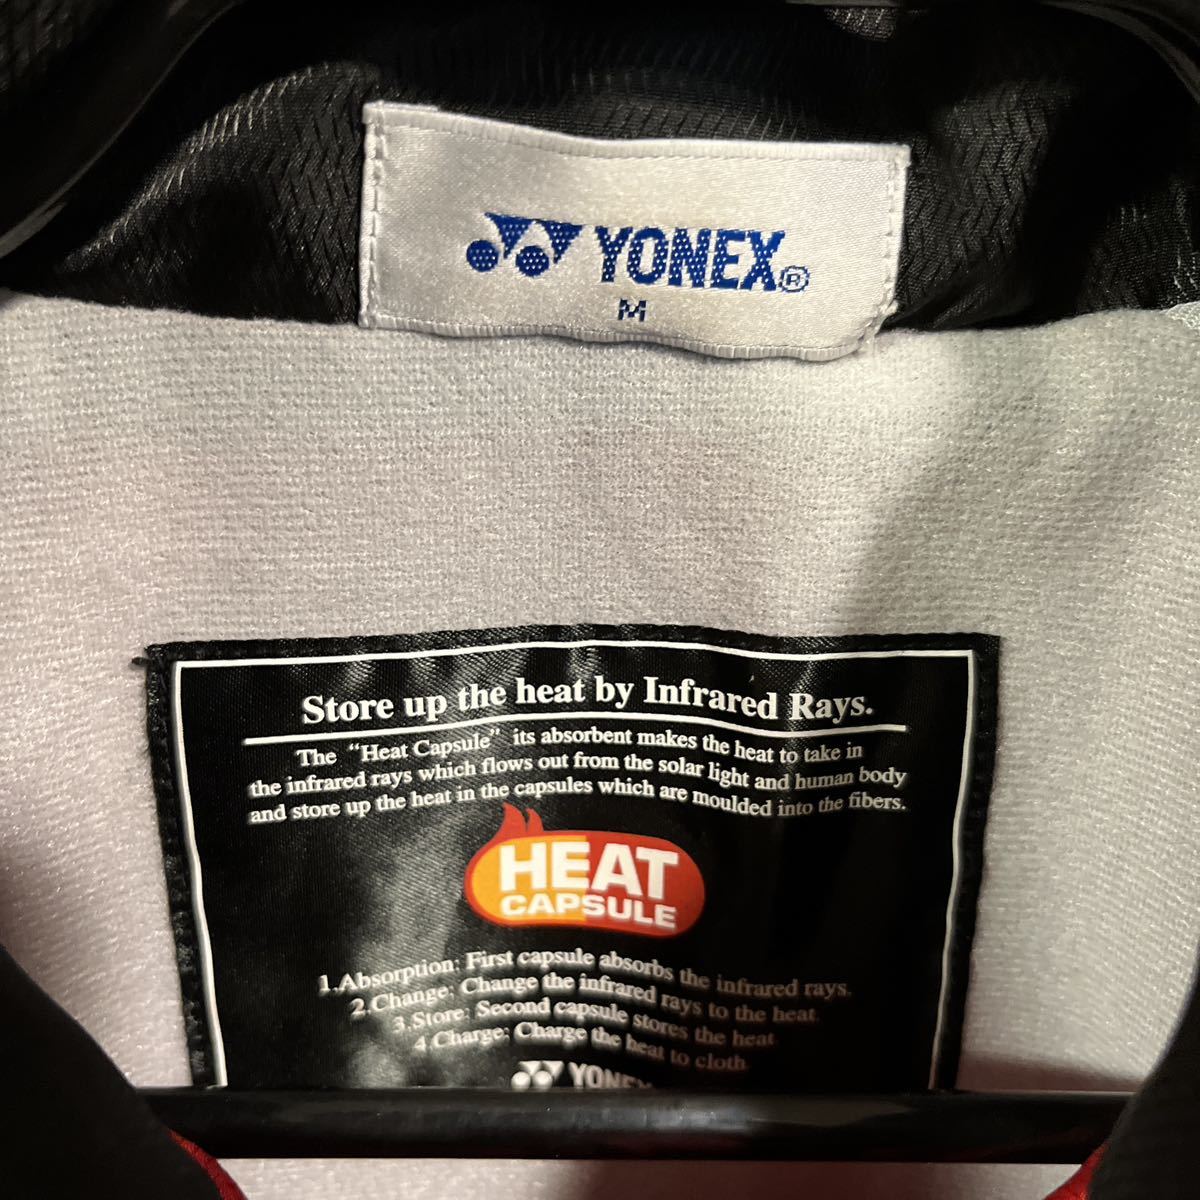 YONEX®
M
Store up the heat by Infrared Rays.
The "Heat Capsule" its absorbent makes the heat to take in
the infrared rays which flows out from the solar light and human body
and store up the heat in the capsules which are moulded into the fibers.
HEAT
CAPSULE
1.Absorption: First capsule absorbs the infrared rays.
2.Change: Change the infrared rays to the heat.
3.Store: Second capsule stores the heat
4.Charge: Charge the heat to cloth.
YONEX